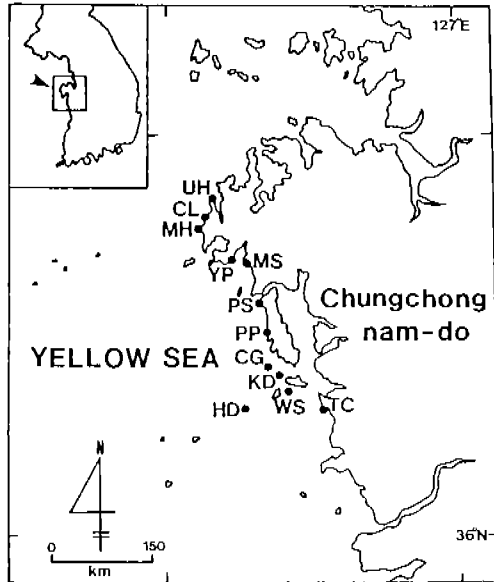 127°E
UH
CL
MH
YP
MS
PS
Chungchong
nam-do
PP
YELLOW SEA
CG
KD
WS
HD
TC
N
36°N
0 150
km